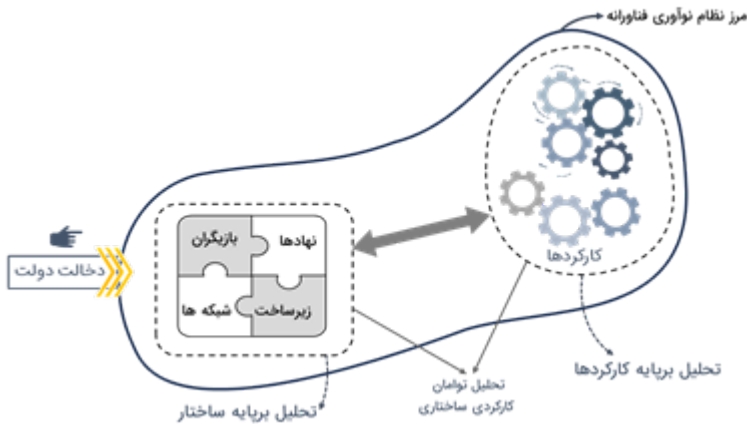 مرز نظام نوآوری فناورانه
کارکردها
بازیگران
نهادها
شبکه ها
زیرساخت
دخالت دولت
تحلیل برپایه کارکردها
تحلیل توامان
کارکردی ساختاری
تحلیل برپایه ساختار